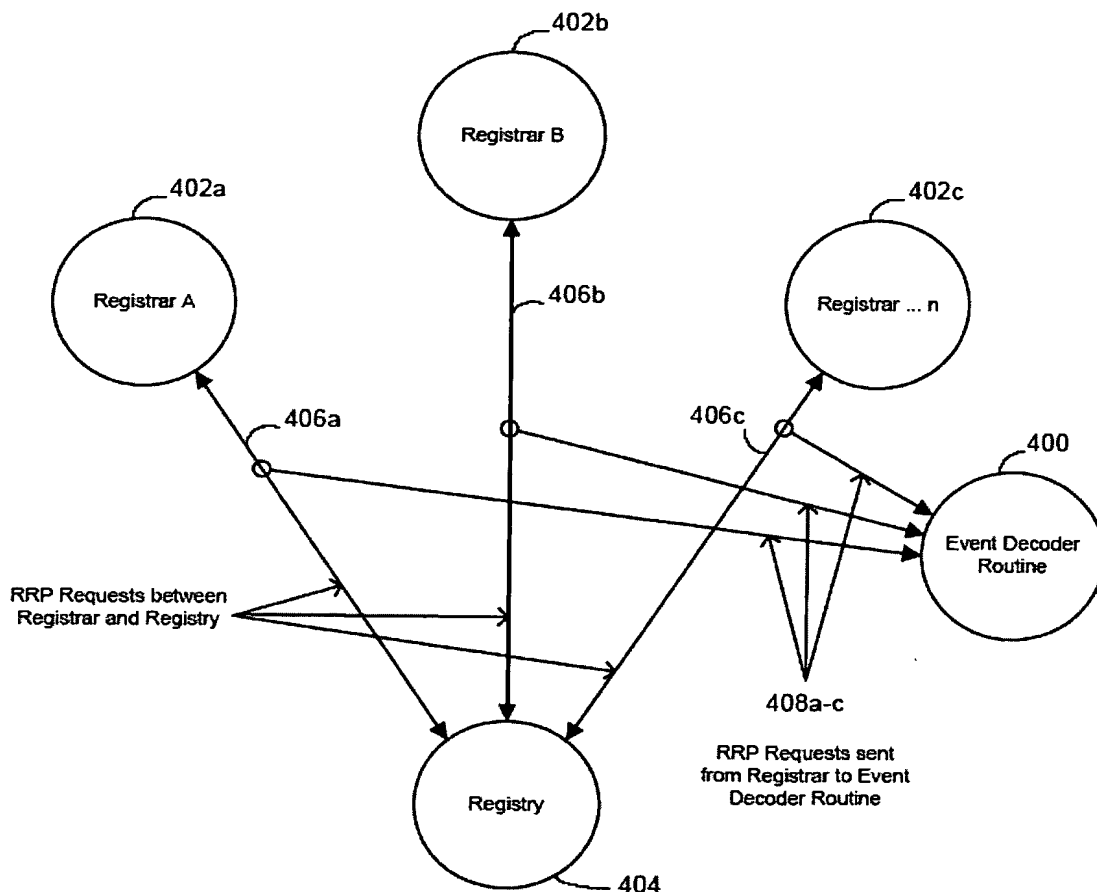 402b
Registrar B
402a
402c
Registrar A
406b
Registrar ... n
406a
406c
400
Event Decoder
Routine
RRP Requests between
Registrar and Registry
408a-c
RRP Requests sent
from Registrar to Event
Decoder Routine
Registry
404